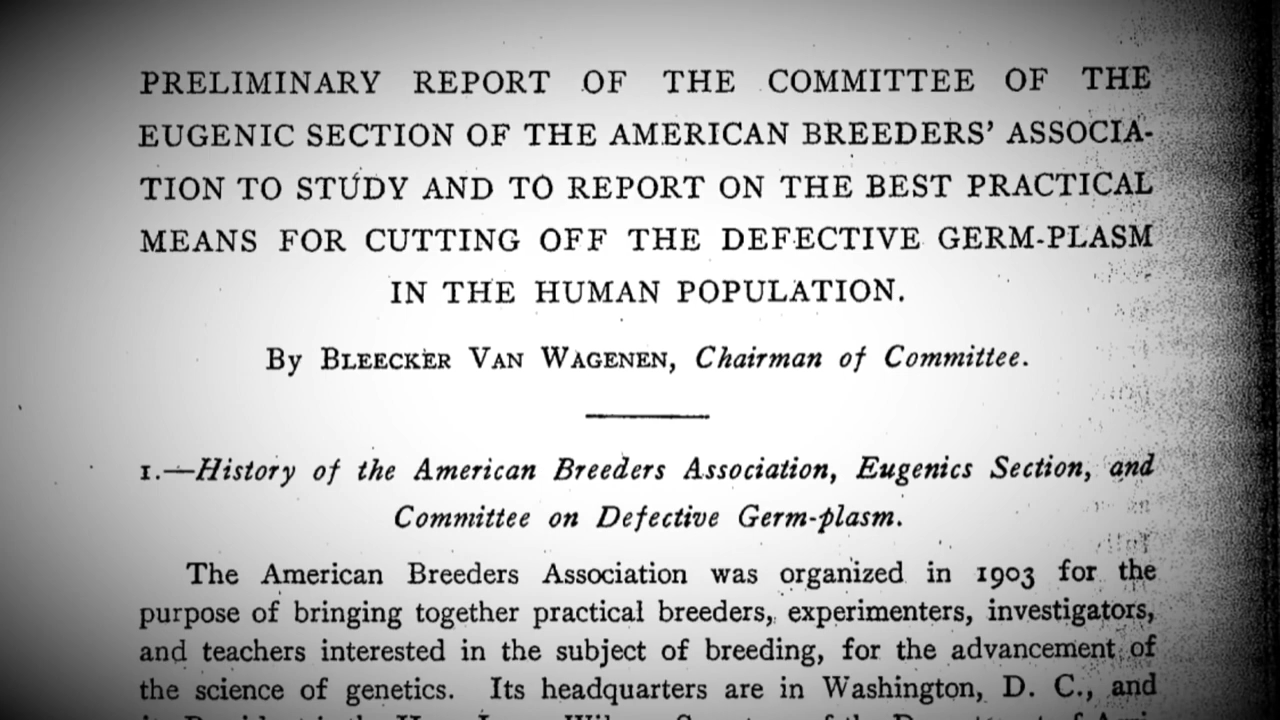 PRELIMINARY REPORT OF THE COMMITTEE OF THE
EUGENIC SECTION OF THE AMERICAN BREEDERS' ASSOCIA-
TION TO STUDY AND TO REPORT ON THE BEST PRACTICAL
MEANS FOR CUTTING OFF THE DEFECTIVE GERM-PLASM
IN THE HUMAN POPULATION.
By BLEECKER VAN WAGENEN, Chairman of Committee.
1.—History of the American Breeders Association, Eugenics Section, and
Committee on Defective Germ-plasm.
The American Breeders Association was organized in 1903 for the
purpose of bringing together practical breeders, experimenters, investigators,
and teachers interested in the subject of breeding, for the advancement of
the science of genetics. Its headquarters are in Washington, D. C., and